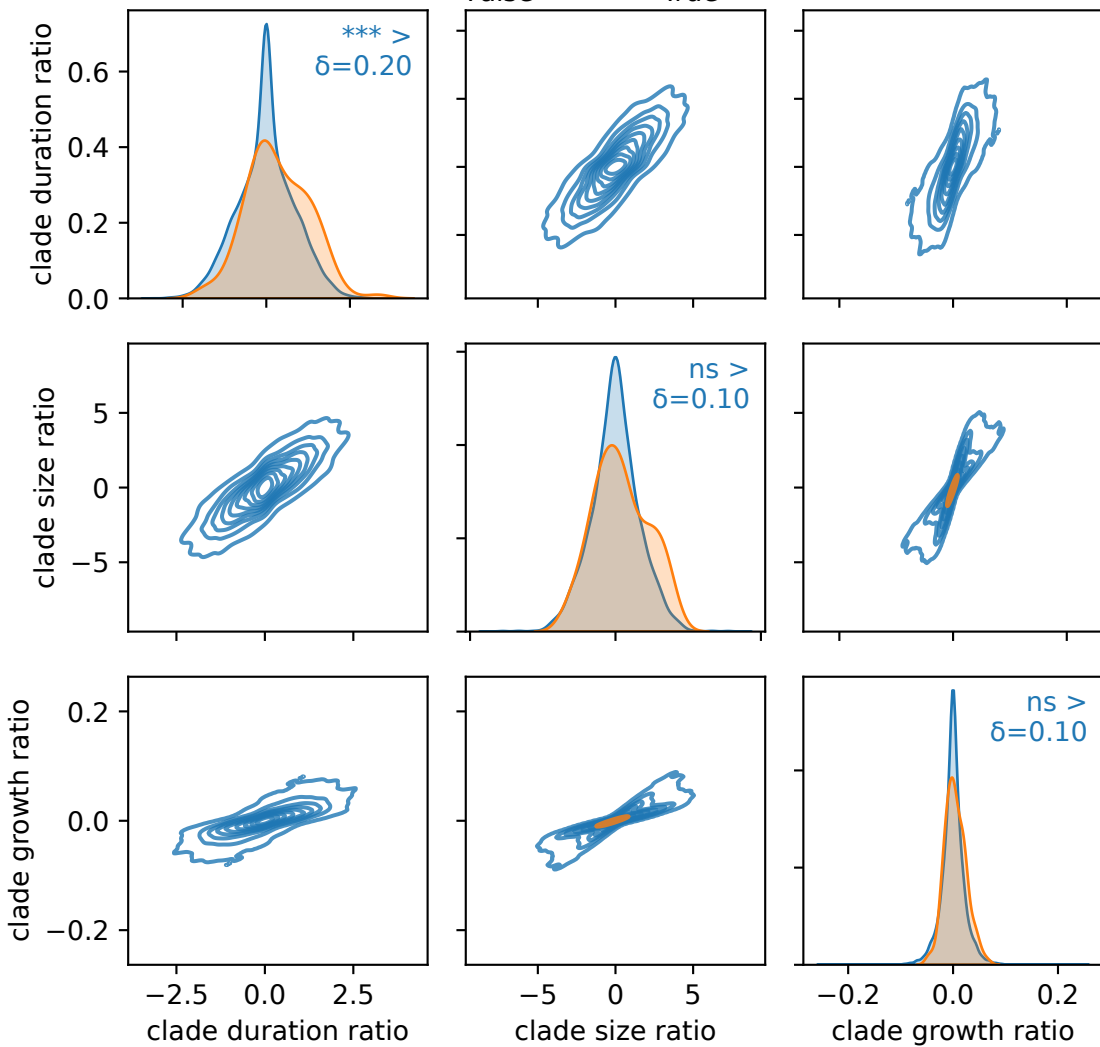 *** >
δ=0.20
clade duration ratio
0.6
0.4
0.2
0.0
ns >
δ=0.10
clade size ratio
5
0
−5
ns >
δ=0.10
clade growth ratio
0.2
0.0
−0.2
−2.5 0.0 2.5
−5 0 5
−0.2 0.0 0.2
clade duration ratio
clade size ratio
clade growth ratio